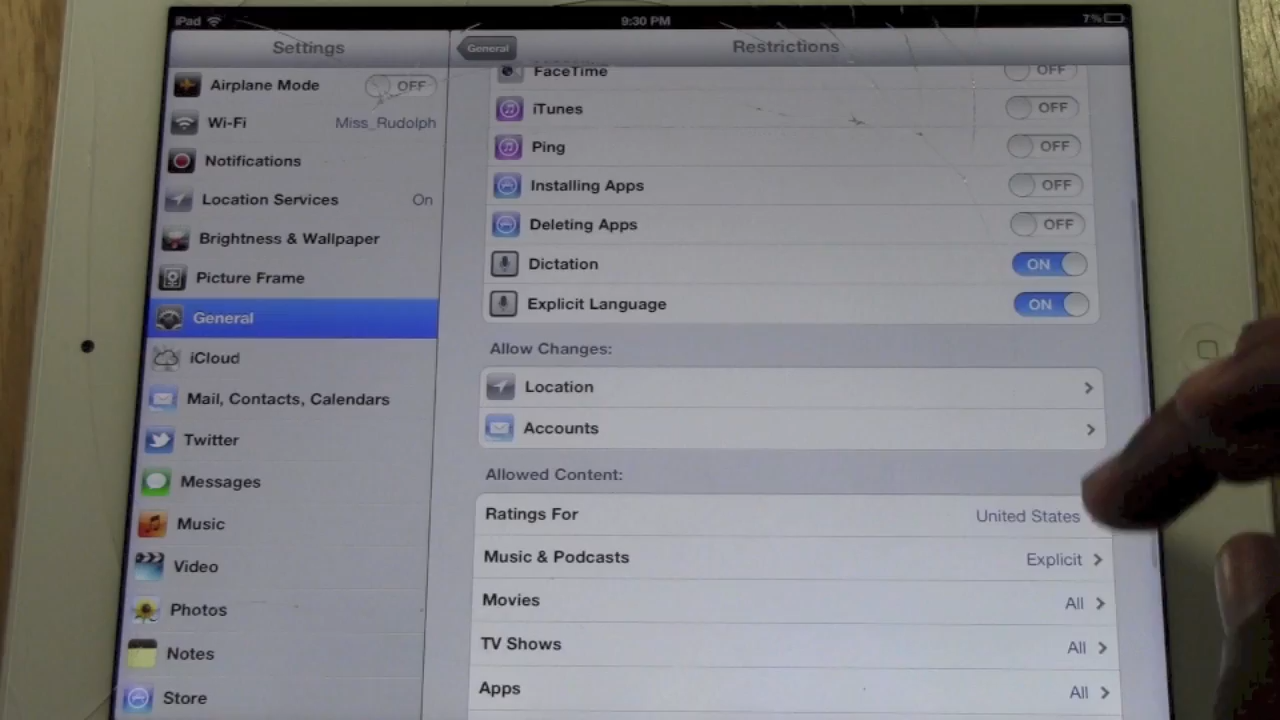 iPad 9:30 PM 7%
Settings General Restrictions
Airplane Mode OFF
Wi-Fi Miss_Rudolph
Notifications
Location Services On
Brightness & Wallpaper
Picture Frame
General
iCloud
Mail, Contacts, Calendars
Twitter
Messages
Music
Video
Photos
Notes
Store
FaceTime OFF
iTunes OFF
Ping OFF
Installing Apps OFF
Deleting Apps OFF
Dictation ON
Explicit Language ON
Allow Changes:
Location
Accounts
Allowed Content:
Ratings For United States
Music & Podcasts Explicit
Movies All
TV Shows All
Apps All